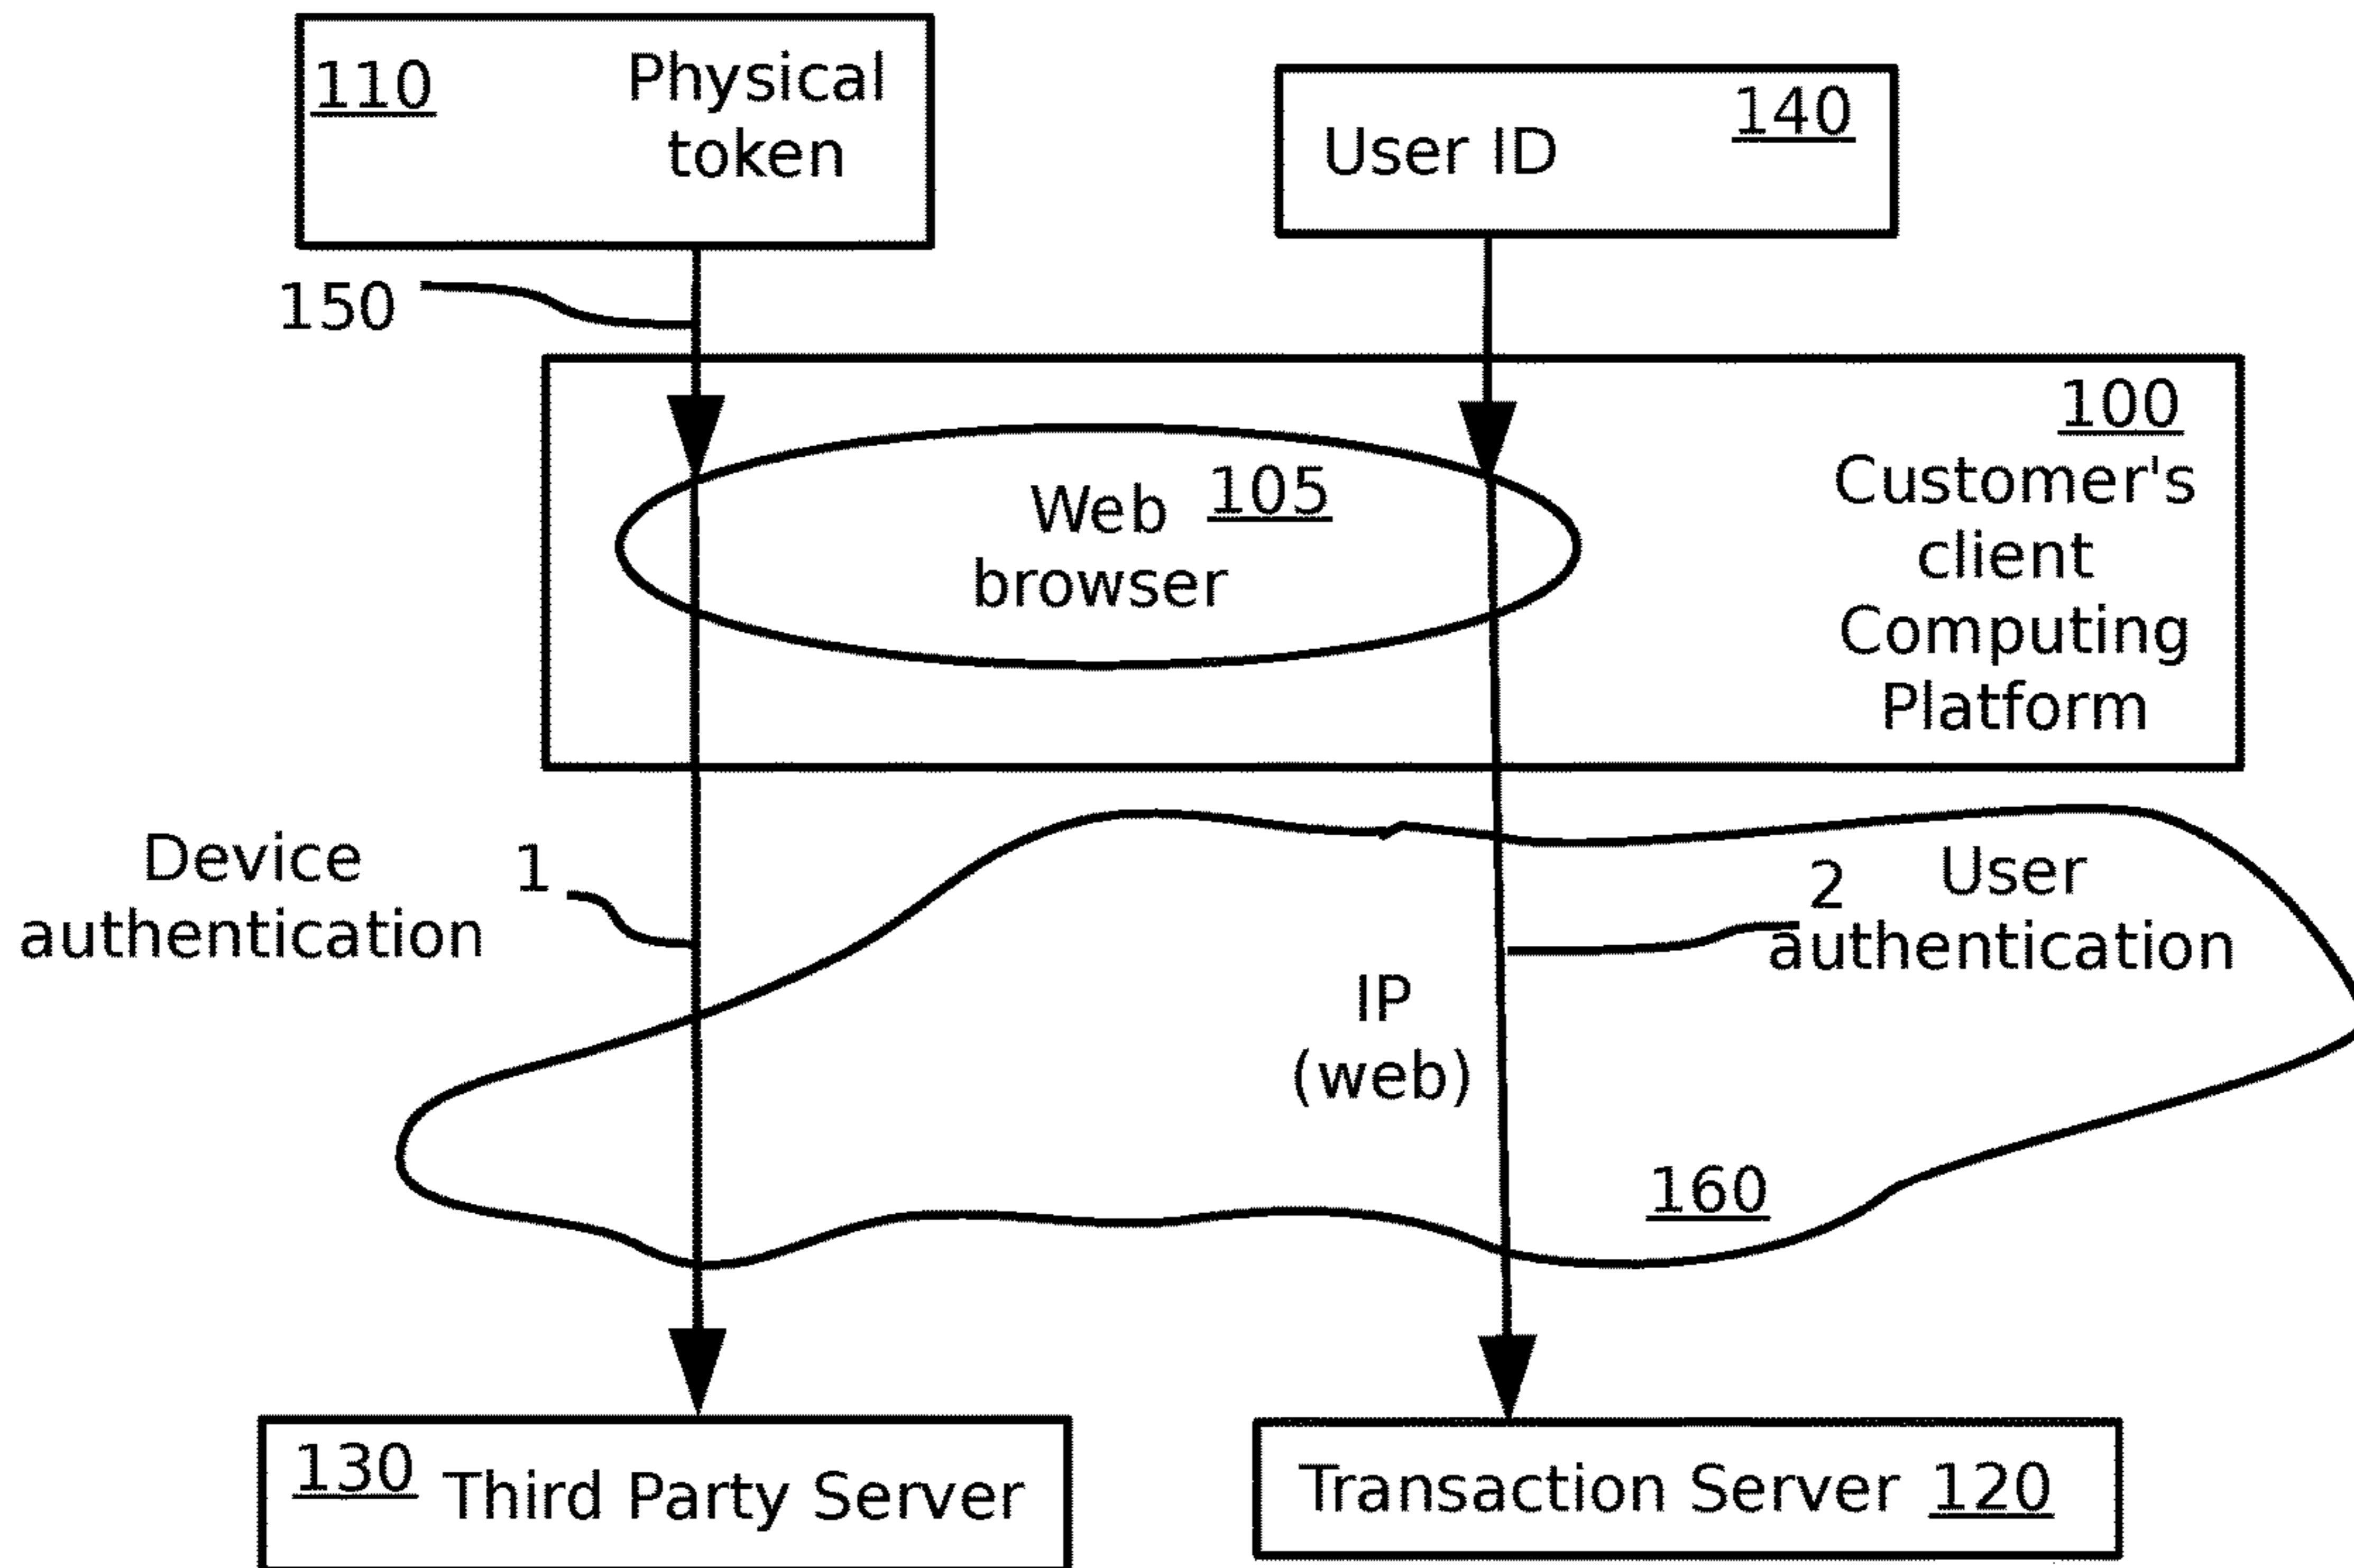 110
Physical
token
140
User ID
150
100
Customer's
client
Computing
Platform
Web 105
browser
Device
authentication
1
2
User
authentication
IP
(web)
160
130 Third Party Server
Transaction Server 120